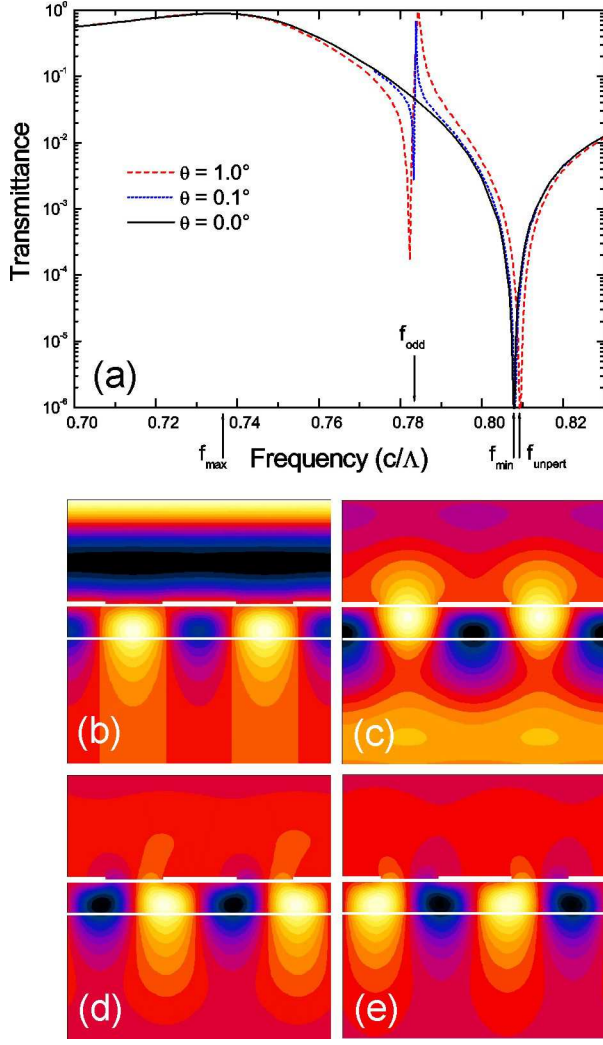 10⁰
10⁻¹
10⁻²
10⁻³
10⁻⁴
10⁻⁵
10⁻⁶
Transmittance
θ = 1.0°
θ = 0.1°
θ = 0.0°
(a)
f_odd
0.70 0.72 0.74 0.76 0.78 0.80 0.82
f_max Frequency (c/Λ) f_min f_unpert
(b) (c)
(d) (e)